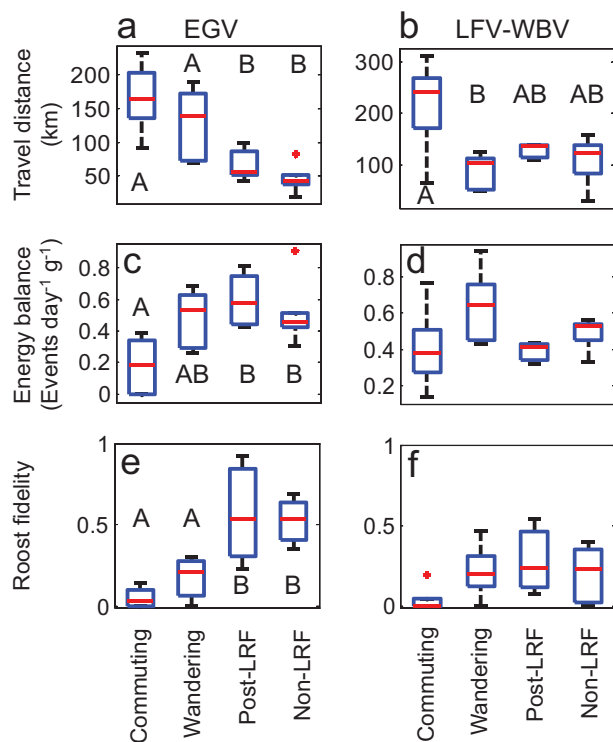 a EGV
b LFV-WBV
Travel distance
(km)
200
150
100
50
A B B
A
300
200
100
B AB AB
A
Energy balance
(Events day⁻¹ g⁻¹)
c
0.8
0.6
0.4
0.2
0
A
AB B B
d
0.8
0.6
0.4
0.2
Roost fidelity
e
1
0.5
0
A A
B B
f
1
0.5
0
Commuting
Wandering
Post-LRF
Non-LRF
Commuting
Wandering
Post-LRF
Non-LRF